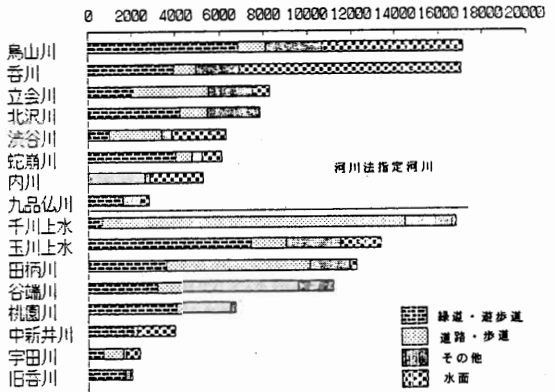 0 2000 4000 6000 8000 10000 12000 14000 16000 18000 20000
烏山川
呑川
立会川
北沢川
渋谷川
蛇崩川
内川
九品仏川
千川上水
玉川上水
田柄川
谷端川
桃園川
中新井川
宇田川
旧呑川
河川法指定河川
緑道・遊歩道
道路・歩道
その他
水面